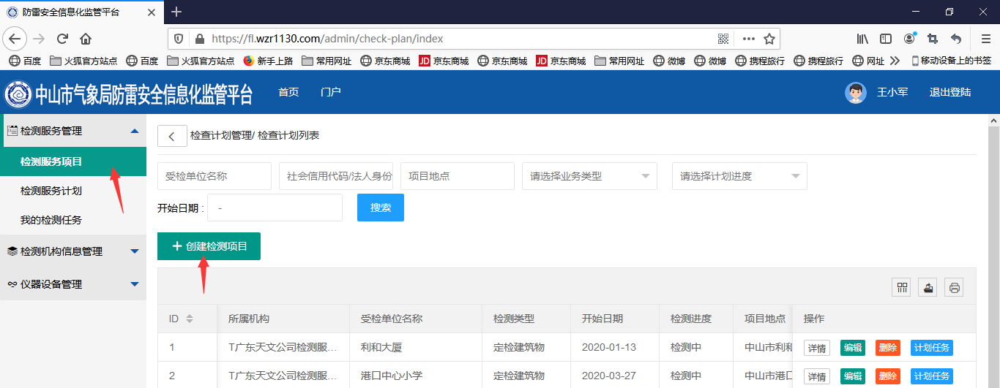 防雷安全信息化监管平台
https://fl.wzr1130.com/admin/check-plan/index
百度 火狐官方站点 百度 火狐官方站点 新手上路 常用网址 京东商城 JD 京东商城 京东商城 JD 京东商城 常用网址 微博 微博 携程旅行 携程旅行 网址 移动设备上的书签
中山市气象局防雷安全信息化监管平台 首页 门户 王小军 退出登陆
检测服务管理
检测服务项目
检测服务计划
我的检测任务
检测机构信息管理
仪器设备管理
检查计划管理/ 检查计划列表
受检单位名称 社会信用代码/法人身份 项目地点 请选择业务类型 请选择计划进度
开始日期 : - 搜索
+ 创建检测项目
ID 所属机构 受检单位名称 检测类型 开始日期 检测进度 项目地点 操作
1 T广东天文公司检测服... 利和大厦 定检建筑物 2020-01-13 检测中 中山市利和 详情 编辑 删除 计划任务
2 T广东天文公司检测服... 港口中心小学 定检建筑物 2020-03-27 检测中 中山市港口 详情 编辑 删除 计划任务